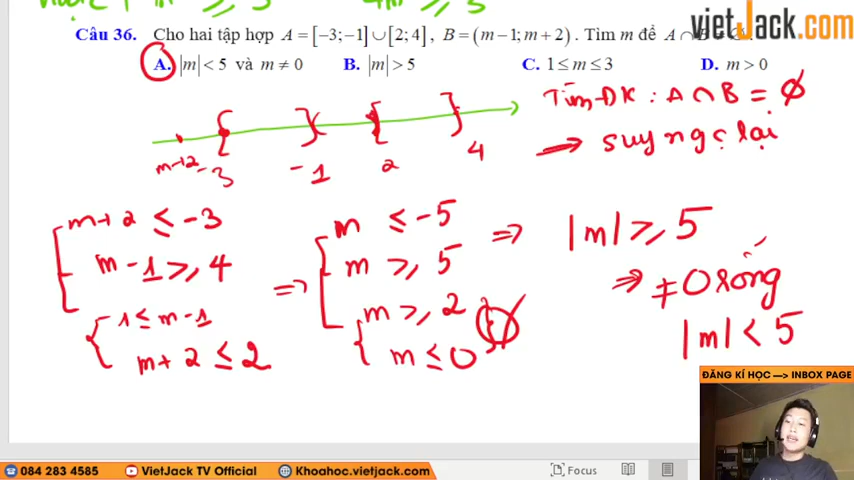 vietJack.com
Câu 36. Cho hai tập hợp A = [−3;−1] ∪ [2;4], B = (m−1;m+2). Tìm m để A ∩
A. |m| < 5 và m ≠ 0 B. |m| > 5 C. 1 ≤ m ≤ 3 D. m > 0
Tìm ĐK : A ∩ B = ∅
→ suy ngc lại
m+2 -3 -1 2 4
m+2 ≤ -3
m-1 ≥ 4
1 ≤ m-1
m+2 ≤ 2
=> m ≤ -5
m ≥ 5
m ≥ 2
m ≤ 0
=> |m| ≥ 5
=> ≠ 0 rỗng
|m| < 5
ĐĂNG KÍ HỌC —> INBOX PAGE
084 283 4585 VietJack TV Official Khoahoc.vietjack.com Focus